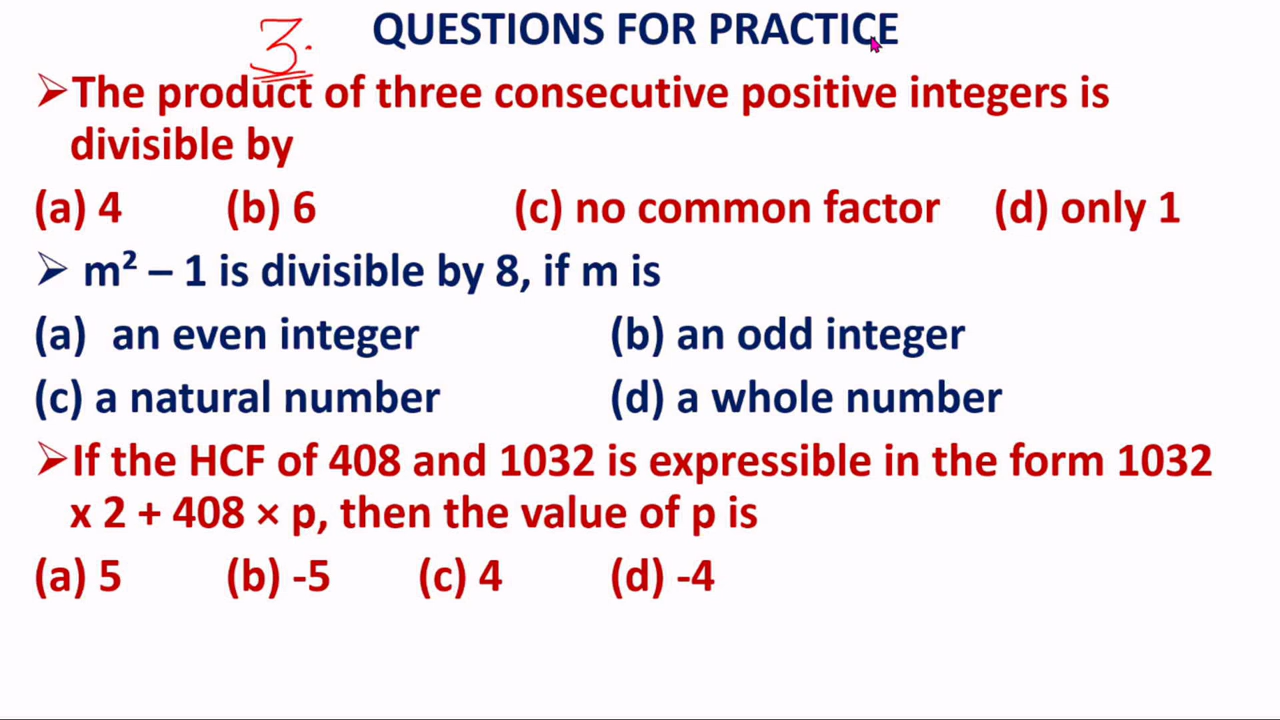 3.
QUESTIONS FOR PRACTICE
➢The product of three consecutive positive integers is
divisible by
(a) 4 (b) 6 (c) no common factor (d) only 1
➢ m² – 1 is divisible by 8, if m is
(a) an even integer (b) an odd integer
(c) a natural number (d) a whole number
➢If the HCF of 408 and 1032 is expressible in the form 1032
x 2 + 408 × p, then the value of p is
(a) 5 (b) -5 (c) 4 (d) -4